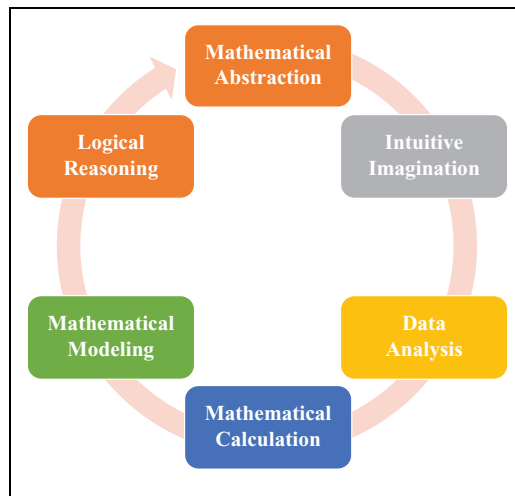 Mathematical
Abstraction
Intuitive
Imagination
Data
Analysis
Mathematical
Calculation
Mathematical
Modeling
Logical
Reasoning